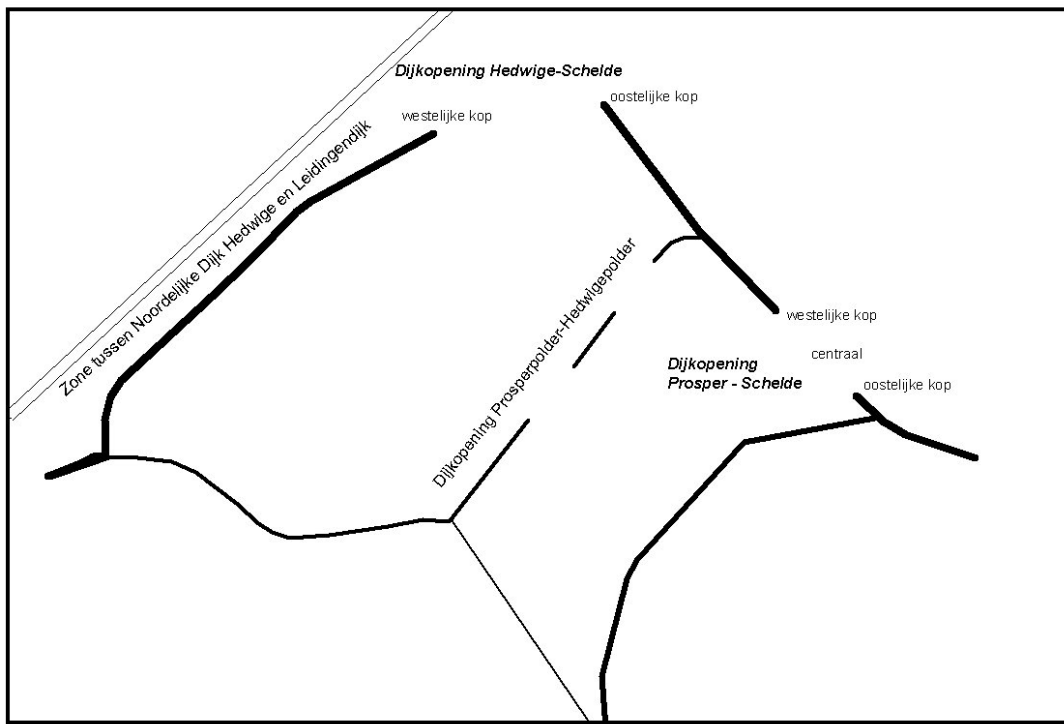 Dijkopening Hedwige-Schelde
oostelijke kop
westelijke kop
Zone tussen Noordelijke Dijk Hedwige en Leidingendijk
Dijkopening Prosperpolder-Hedwigepolder
westelijke kop
centraal
Dijkopening
Prosper - Schelde
oostelijke kop